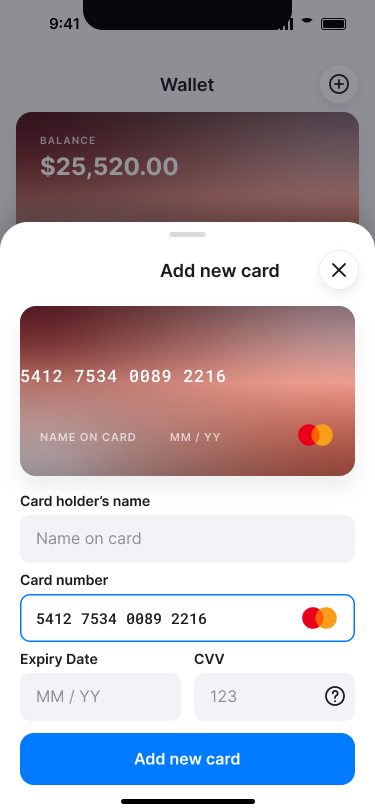 9:41
Wallet
BALANCE
$25,520.00
Add new card
5412 7534 0089 2216
NAME ON CARD MM / YY
Card holder’s name
Name on card
Card number
5412 7534 0089 2216
Expiry Date CVV
MM / YY 123
Add new card